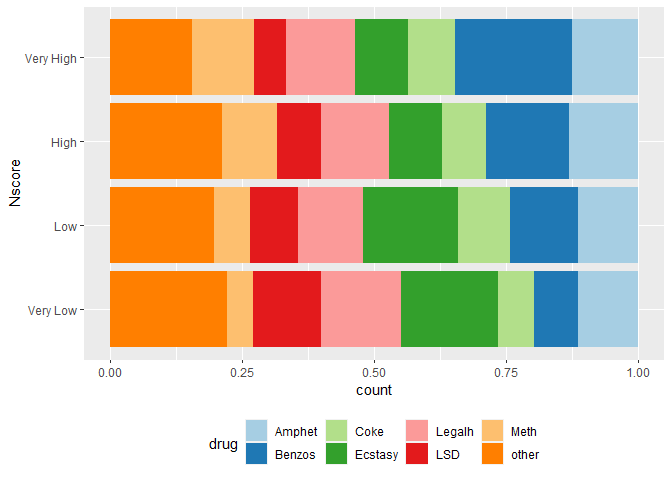 Very High
High
Low
Very Low
Nscore
0.00 0.25 0.50 0.75 1.00
count
drug
Amphet Coke Legalh Meth
Benzos Ecstasy LSD other